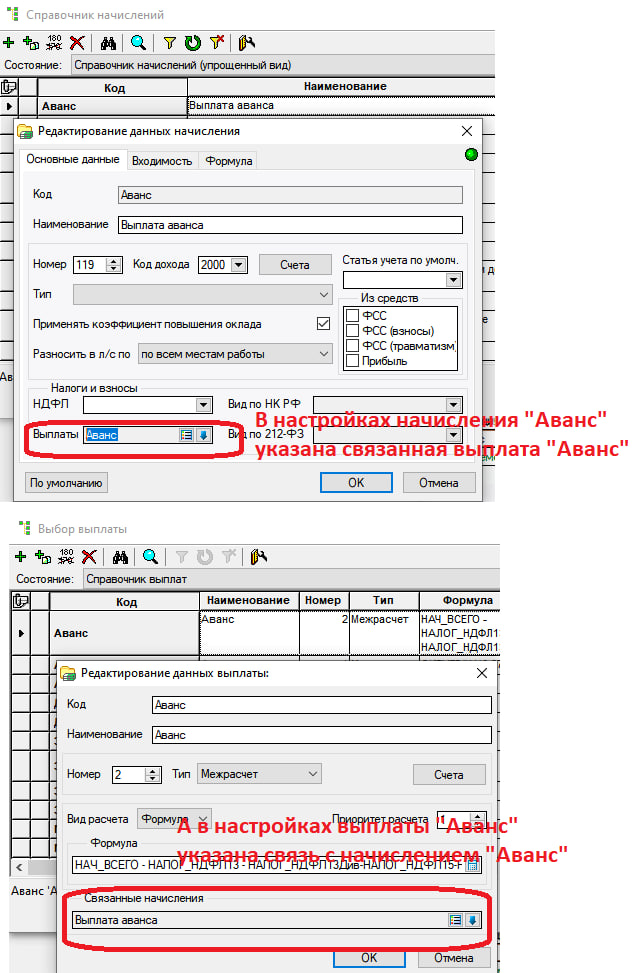 Справочник начислений
Состояние: Справочник начислений (упрощенный вид)
Код Наименование
Аванс Выплата аванса
Редактирование данных начисления
Основные данные Входимость Формула
Код Аванс
Наименование Выплата аванса
Номер 119 Код дохода 2000 Счета Статья учета по умолч.
Тип
Из средств
ФСС
ФСС (взносы)
ФСС (травматизм)
Прибыль
Применять коэффициент повышения оклада
Разносить в л/с по по всем местам работы
Налоги и взносы
НДФЛ Вид по НК РФ
Выплаты Аванс Вид по 212-ФЗ
В настройках начисления "Аванс"
указана связанная выплата "Аванс"
По умолчанию OK Отмена
Выбор выплаты
Состояние: Справочник выплат
Код Наименование Номер Тип Формула
Аванс Аванс 2 Межрасчет НАЧ_ВСЕГО -
НАЛОГ_НДФЛ1
НАЛОГ_НДФЛ1
Редактирование данных выплаты:
Код Аванс
Наименование Аванс
Номер 2 Тип Межрасчет Счета
Вид расчета Формула Приоритет расчета 1
А в настройках выплаты "Аванс"
указана связь с начислением "Аванс"
Формула
НАЧ_ВСЕГО - НАЛОГ_НДФЛ13 - НАЛОГ_НДФЛ13Див-НАЛОГ_НДФЛ15-Н
Связанные начисления
Выплата аванса
Аванс 'А
OK Отмена